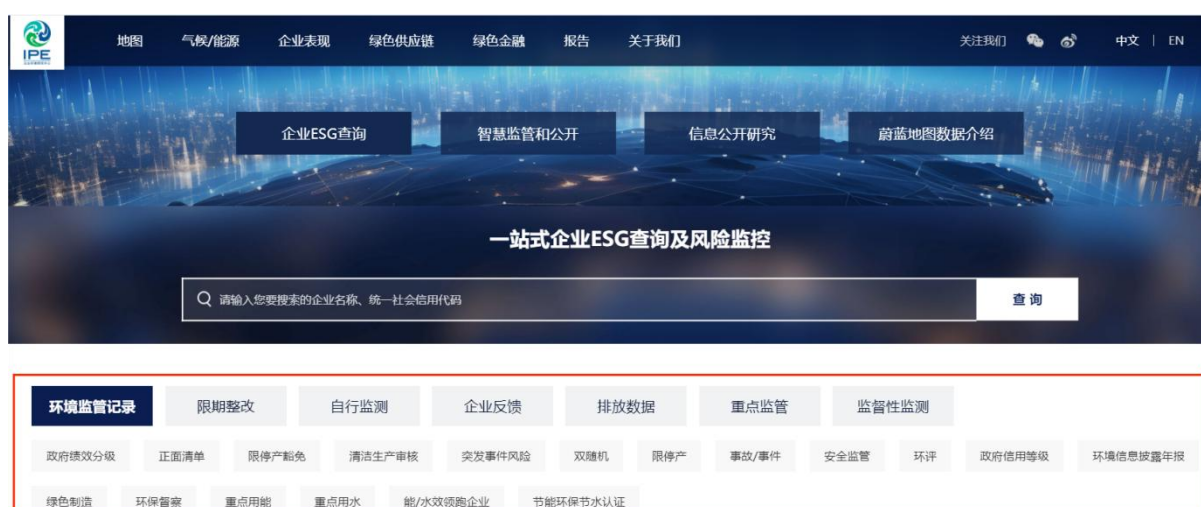 IPE
地图 气候/能源 企业表现 绿色供应链 绿色金融 报告 关于我们 关注我们 中文 | EN
企业ESG查询 智慧监管和公开 信息公开研究 蔚蓝地图数据介绍
一站式企业ESG查询及风险监控
请输入您要搜索的企业名称、统一社会信用代码 查 询
环境监管记录 限期整改 自行监测 企业反馈 排放数据 重点监管 监督性监测
政府绩效分级 正面清单 限停产豁免 清洁生产审核 突发事件风险 双随机 限停产 事故/事件 安全监管 环评 政府信用等级 环境信息披露年报
绿色制造 环保督察 重点用能 重点用水 能/水效领跑企业 节能环保节水认证